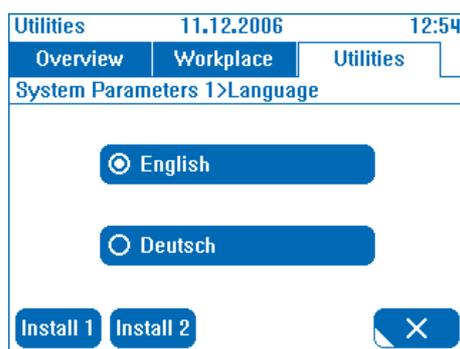 Utilities 11.12.2006 12:54
Overview Workplace Utilities
System Parameters 1>Language
English
Deutsch
Install 1 Install 2